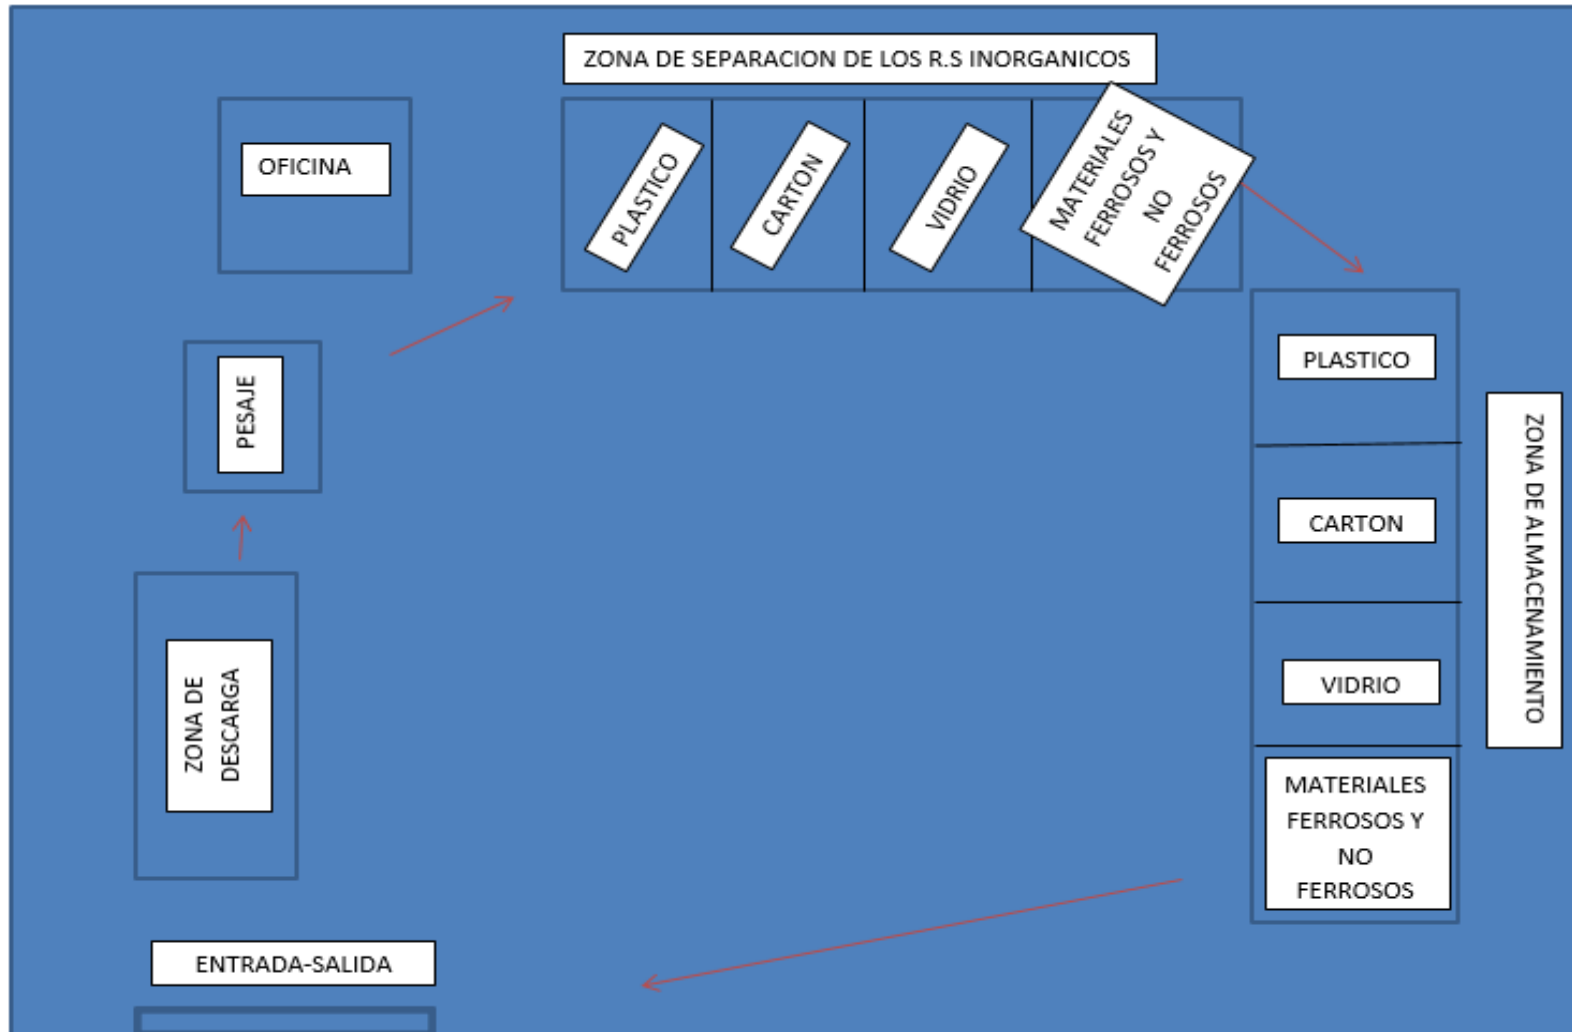 ZONA DE SEPARACION DE LOS R.S INORGANICOS
OFICINA
PLASTICO
CARTON
VIDRIO
MATERIALES
FERROSOS Y
NO
FERROSOS
PESAJE
ZONA DE
DESCARGA
ENTRADA-SALIDA
PLASTICO
CARTON
VIDRIO
MATERIALES
FERROSOS Y
NO
FERROSOS
ZONA DE ALMACENAMIENTO